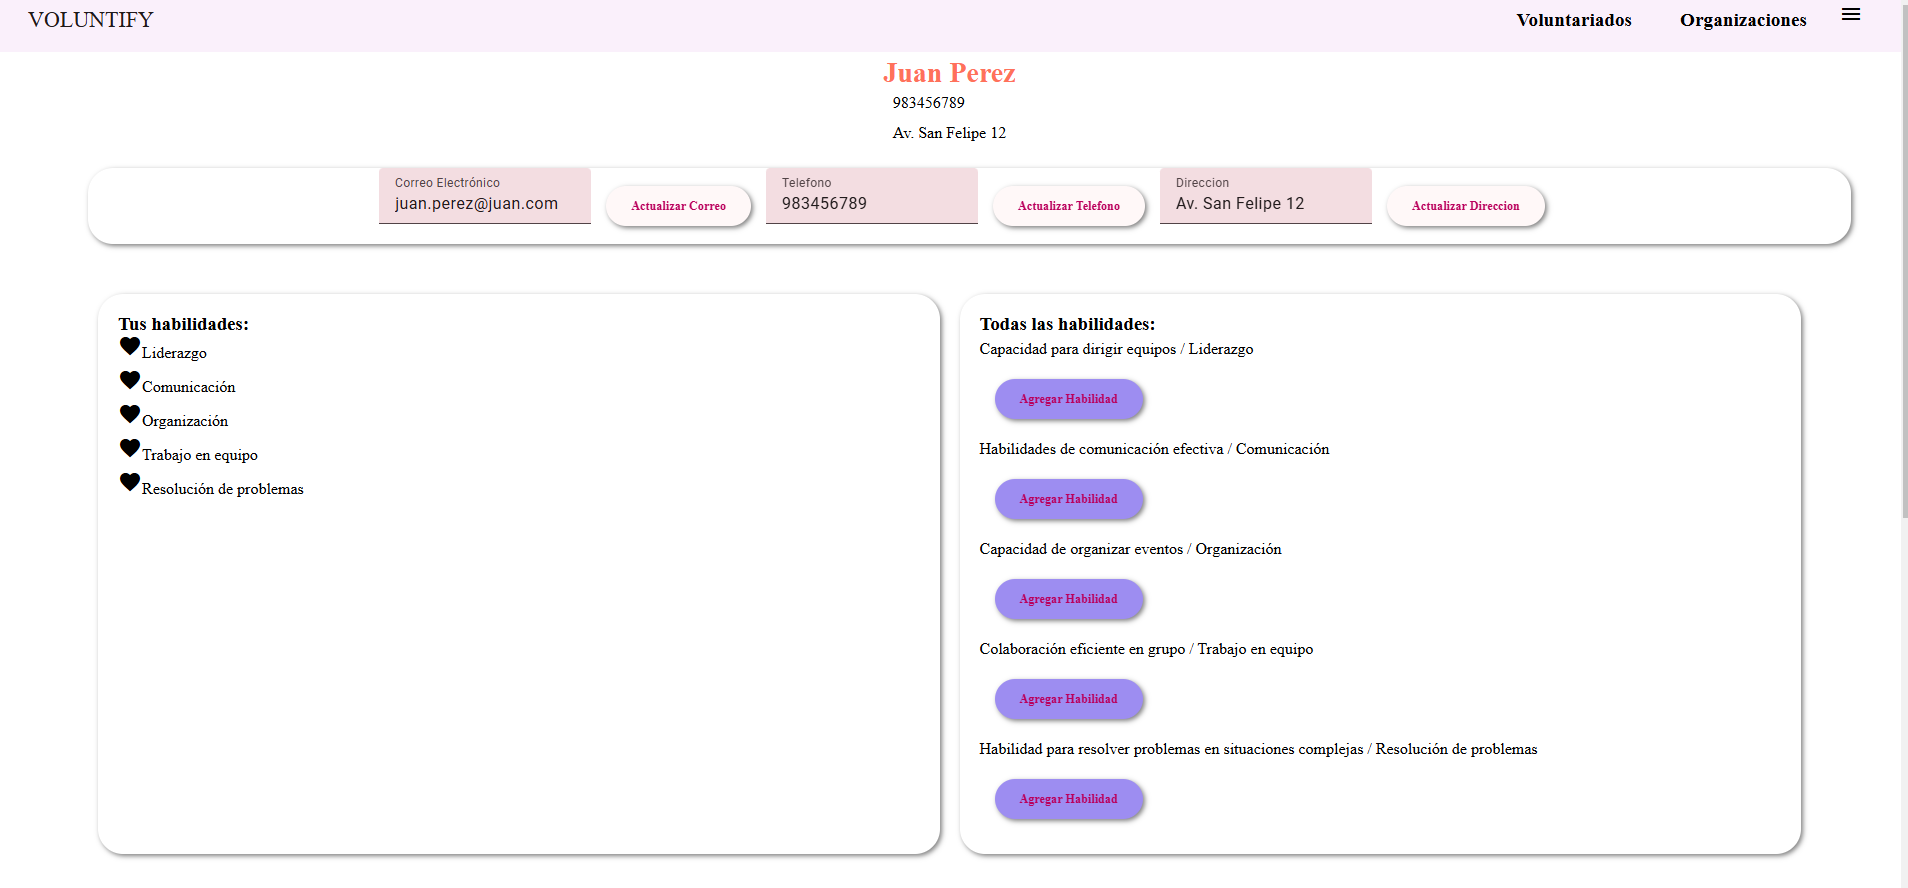 VOLUNTIFY
Voluntariados
Organizaciones
Juan Perez
983456789
Av. San Felipe 12
Correo Electrónico
juan.perez@juan.com
Actualizar Correo
Telefono
983456789
Actualizar Telefono
Direccion
Av. San Felipe 12
Actualizar Direccion
Tus habilidades:
Liderazgo
Comunicación
Organización
Trabajo en equipo
Resolución de problemas
Todas las habilidades:
Capacidad para dirigir equipos / Liderazgo
Agregar Habilidad
Habilidades de comunicación efectiva / Comunicación
Agregar Habilidad
Capacidad de organizar eventos / Organización
Agregar Habilidad
Colaboración eficiente en grupo / Trabajo en equipo
Agregar Habilidad
Habilidad para resolver problemas en situaciones complejas / Resolución de problemas
Agregar Habilidad